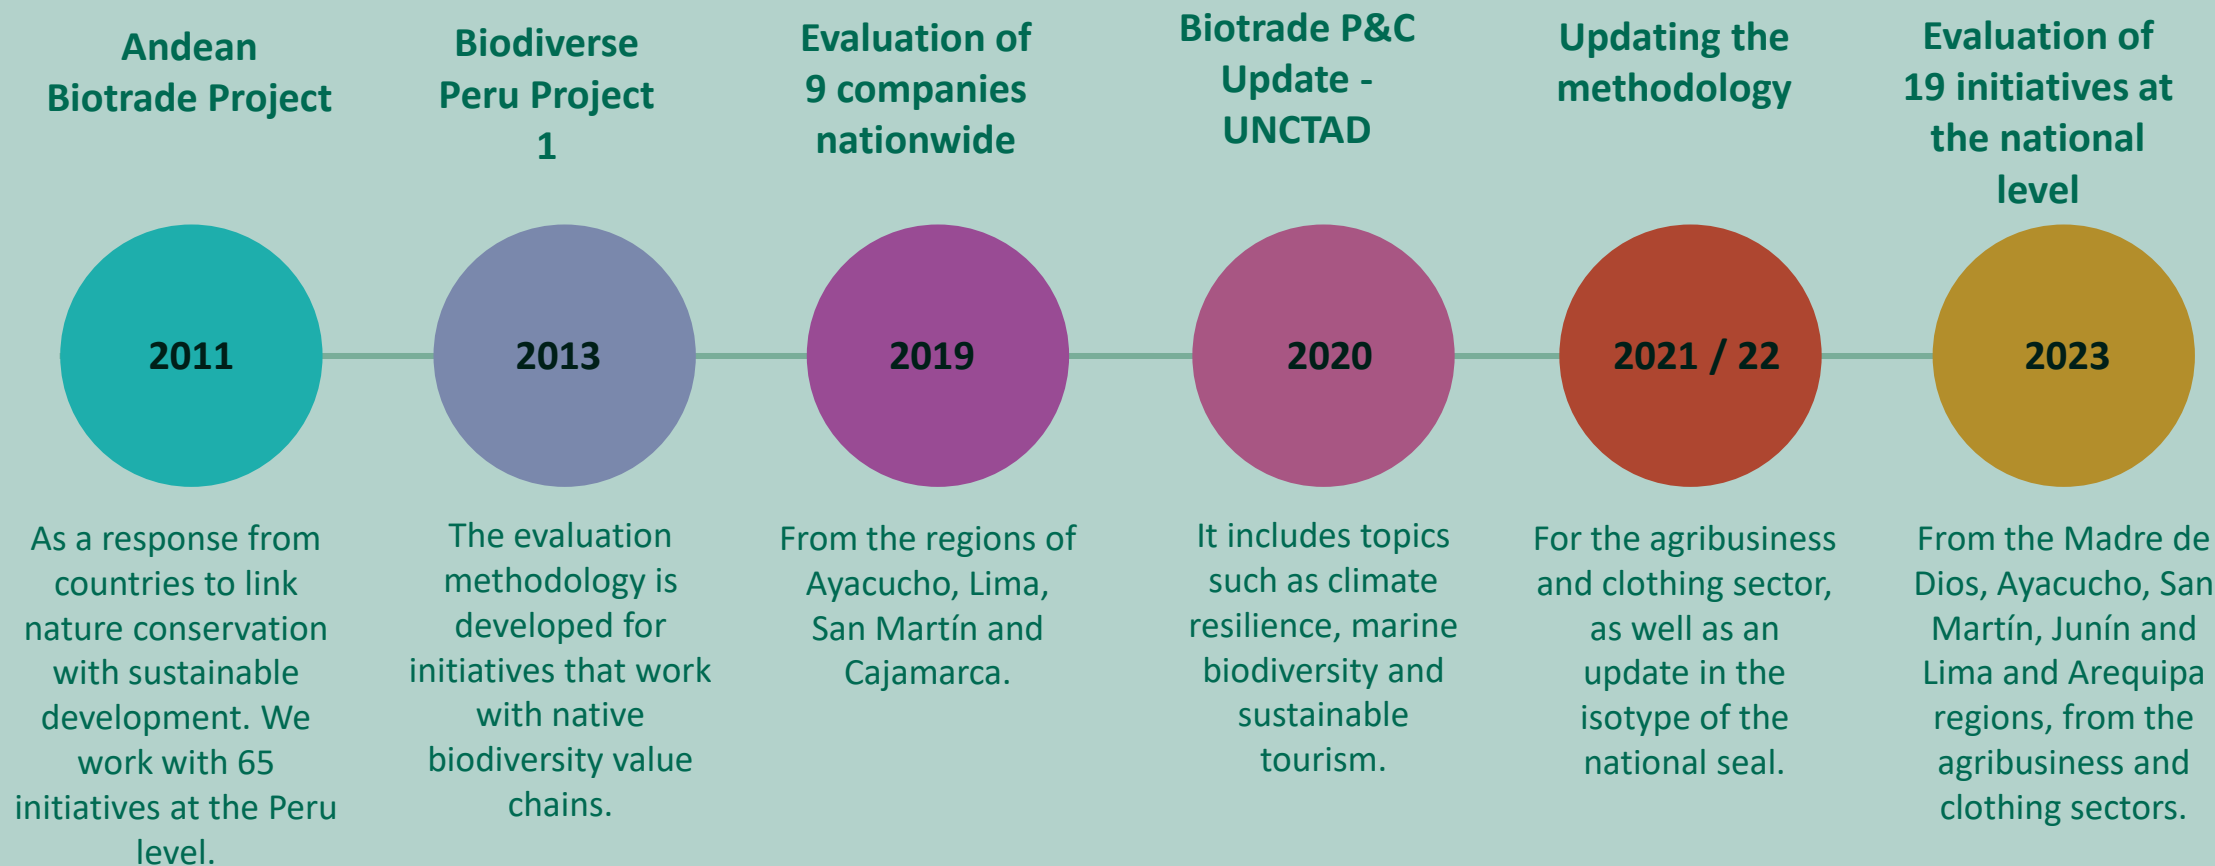 Andean
Biotrade Project
2011
As a response from
countries to link
nature conservation
with sustainable
development. We
work with 65
initiatives at the Peru
level.
Biodiverse
Peru Project
1
2013
The evaluation
methodology is
developed for
initiatives that work
with native
biodiversity value
chains.
Evaluation of
9 companies
nationwide
2019
From the regions of
Ayacucho, Lima,
San Martín and
Cajamarca.
Biotrade P&C
Update -
UNCTAD
2020
It includes topics
such as climate
resilience, marine
biodiversity and
sustainable
tourism.
Updating the
methodology
2021 / 22
For the agribusiness
and clothing sector,
as well as an
update in the
isotype of the
national seal.
Evaluation of
19 initiatives at
the national
level
2023
From the Madre de
Dios, Ayacucho, San
Martín, Junín and
Lima and Arequipa
regions, from the
agribusiness and
clothing sectors.